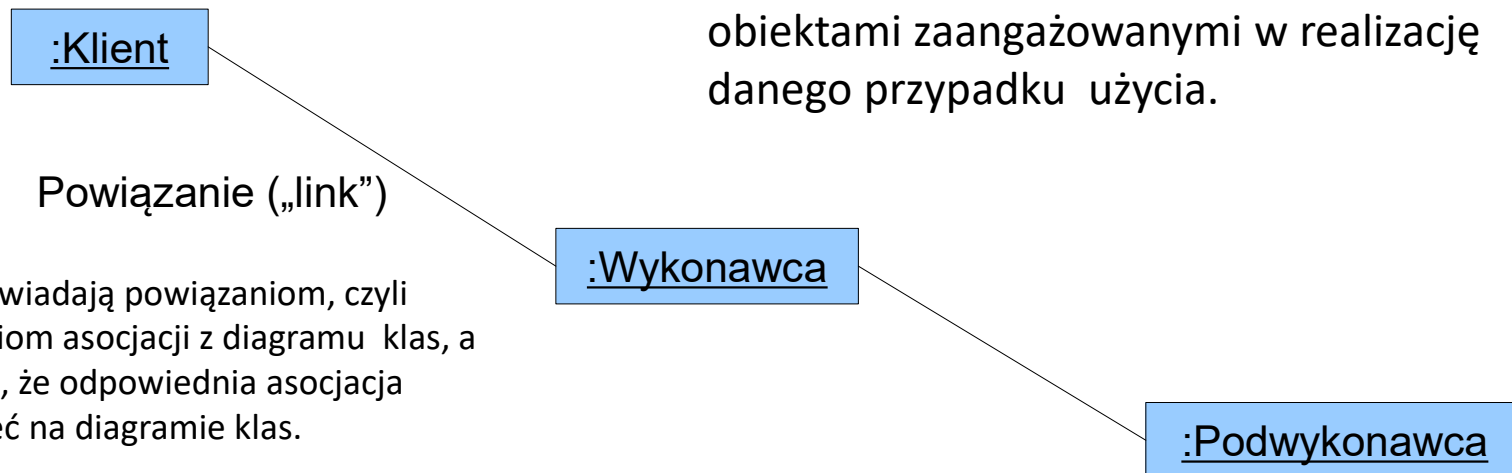 :Klient
obiektami zaangażowanymi w realizację
danego przypadku  użycia.
Powiązanie („link”)
wiadają powiązaniom, czyli
iom asocjacji z diagramu  klas, a
, że odpowiednia asocjacja
eć na diagramie klas.
:Wykonawca
:Podwykonawca